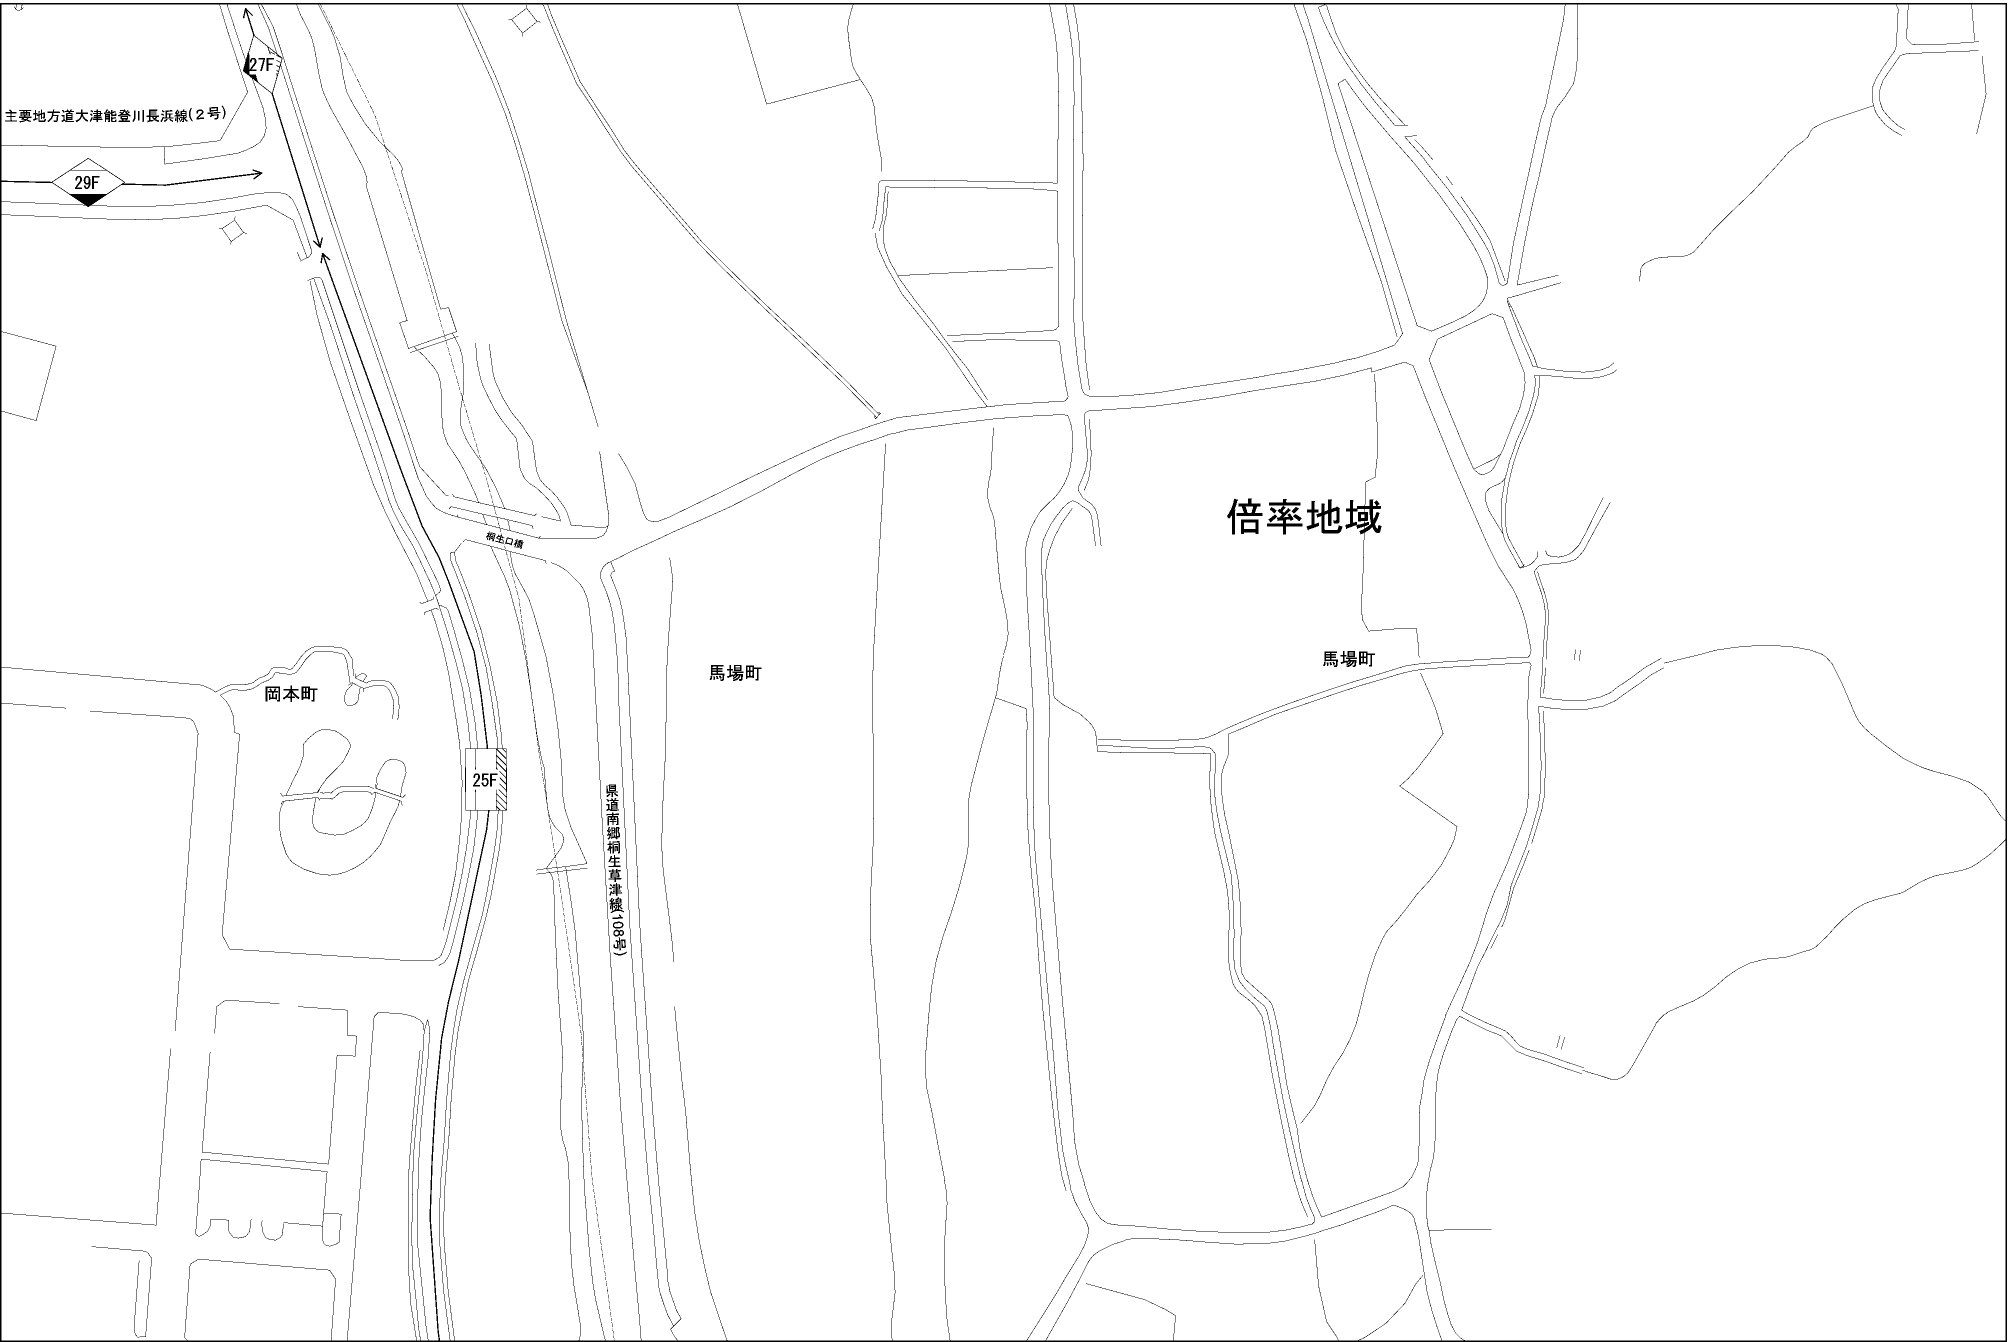 27F
主要地方道大津能登川長浜線(2号)
29F
倍率地域
桐生口橋
馬場町
馬場町
岡本町
25F
県道南郷桐生草津線(108号)